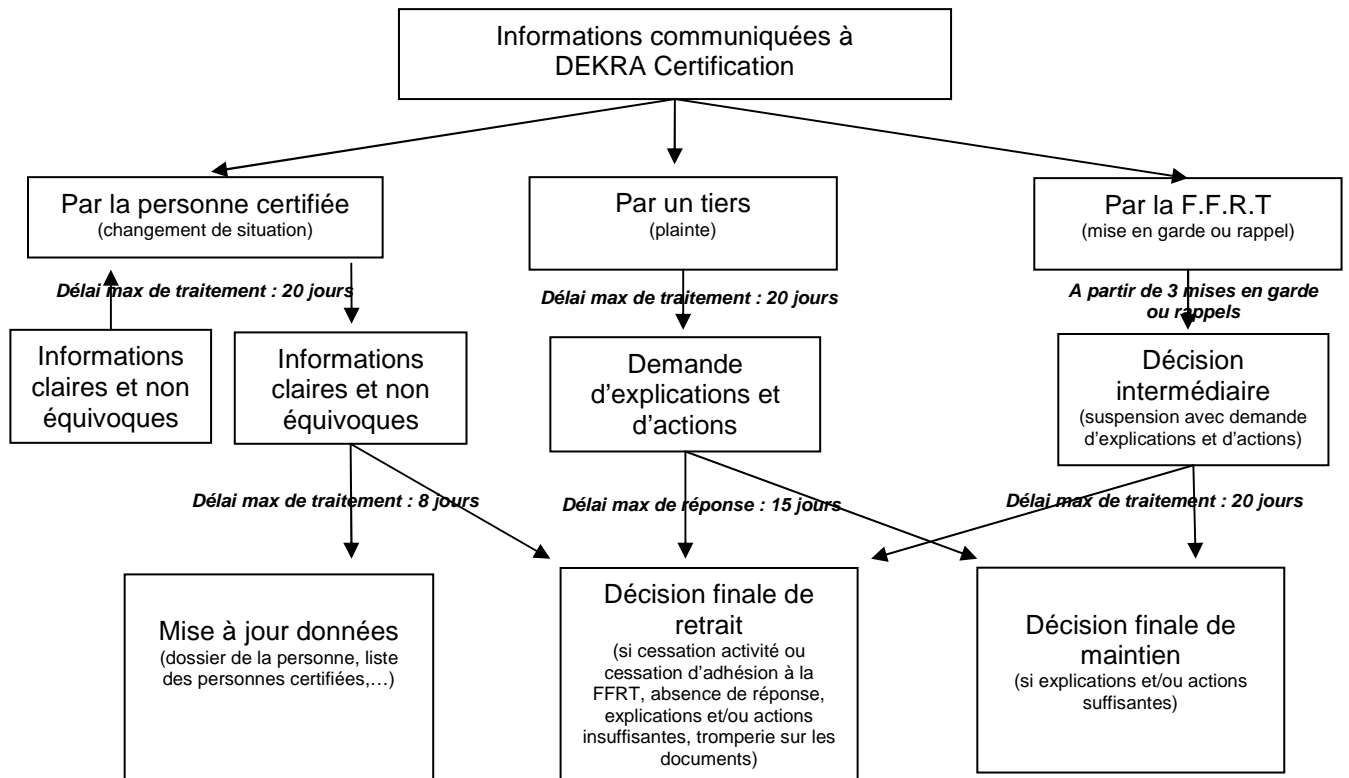 Informations communiquées à
DEKRA Certification
Par la personne certifiée
(changement de situation)
Par un tiers
(plainte)
Par la F.F.R.T
(mise en garde ou rappel)
Délai max de traitement : 20 jours
Délai max de traitement : 20 jours
A partir de 3 mises en garde
ou rappels
Informations
claires et non
équivoques
Informations
claires et non
équivoques
Demande
d'explications et
d'actions
Décision
intermédiaire
(suspension avec demande
d'explications et d'actions)
Délai max de traitement : 8 jours
Délai max de réponse : 15 jours
Délai max de traitement : 20 jours
Mise à jour données
(dossier de la personne, liste
des personnes certifiées,…)
Décision finale de
retrait
(si cessation activité ou
cessation d'adhésion à la
FFRT, absence de réponse,
explications et/ou actions
insuffisantes, tromperie sur les
documents)
Décision finale de
maintien
(si explications et/ou actions
suffisantes)